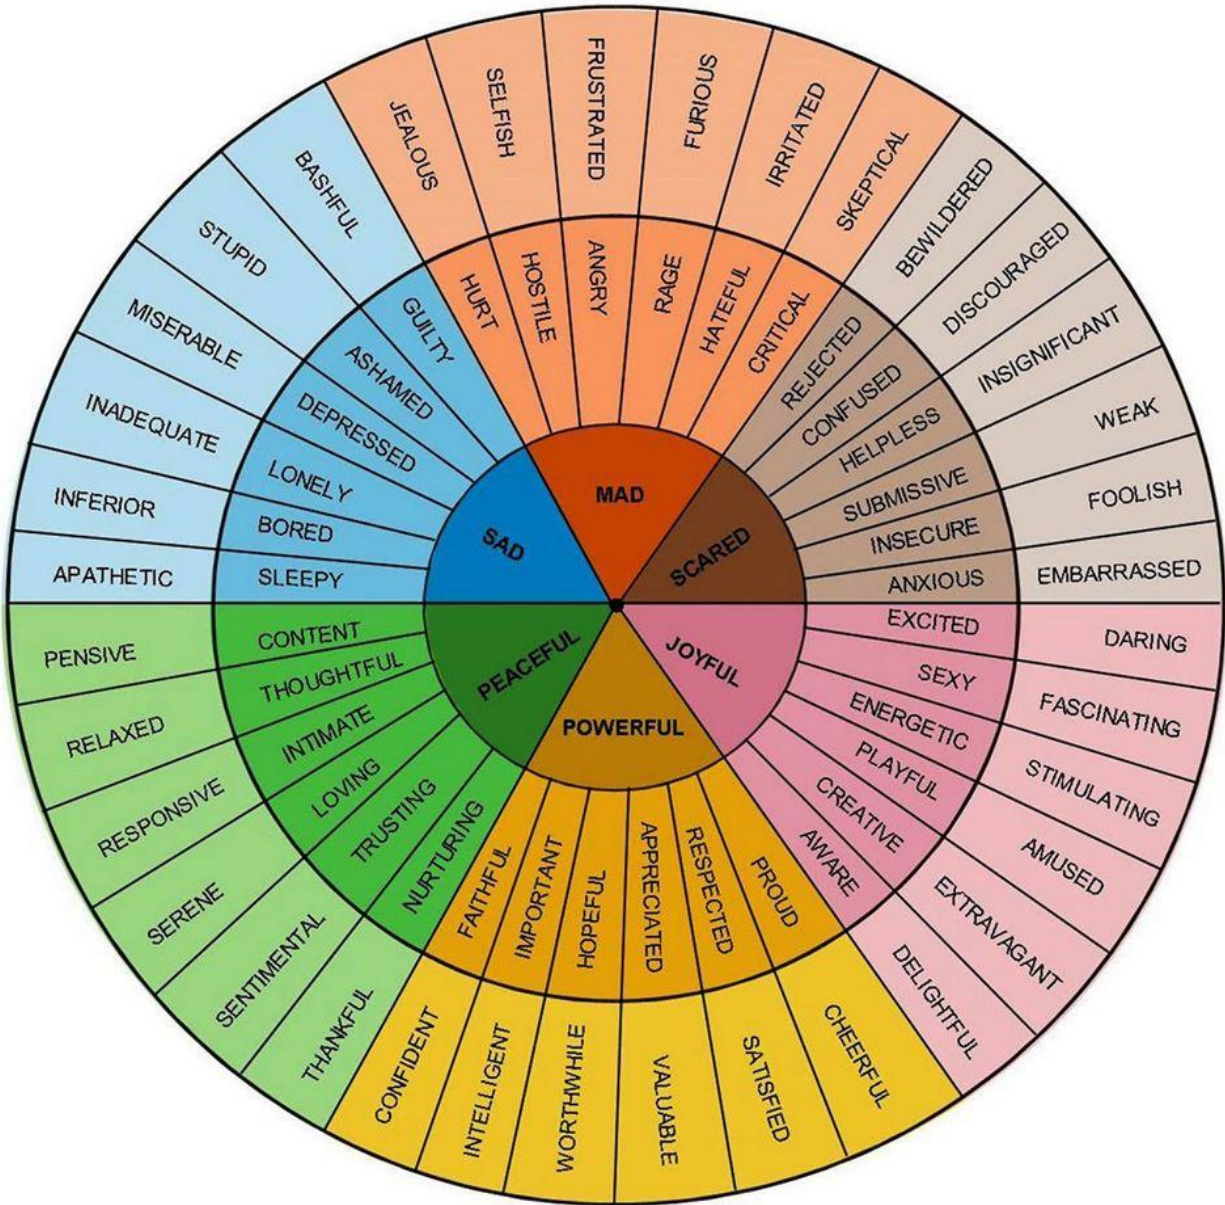 MAD
SCARED
JOYFUL
POWERFUL
PEACEFUL
SAD
HURT
HOSTILE
ANGRY
RAGE
HATEFUL
CRITICAL
REJECTED
CONFUSED
HELPLESS
SUBMISSIVE
INSECURE
ANXIOUS
EXCITED
SEXY
ENERGETIC
PLAYFUL
CREATIVE
AWARE
PROUD
RESPECTED
APPRECIATED
HOPEFUL
IMPORTANT
FAITHFUL
NURTURING
TRUSTING
LOVING
INTIMATE
THOUGHTFUL
CONTENT
SLEEPY
BORED
LONELY
DEPRESSED
ASHAMED
GUILTY
JEALOUS
SELFISH
FRUSTRATED
FURIOUS
IRRITATED
SKEPTICAL
BEWILDERED
DISCOURAGED
INSIGNIFICANT
WEAK
FOOLISH
EMBARRASSED
DARING
FASCINATING
STIMULATING
AMUSED
EXTRAVAGANT
DELIGHTFUL
CHEERFUL
SATISFIED
VALUABLE
WORTHWHILE
INTELLIGENT
CONFIDENT
THANKFUL
SENTIMENTAL
SERENE
RESPONSIVE
RELAXED
PENSIVE
APATHETIC
INFERIOR
INADEQUATE
MISERABLE
STUPID
BASHFUL